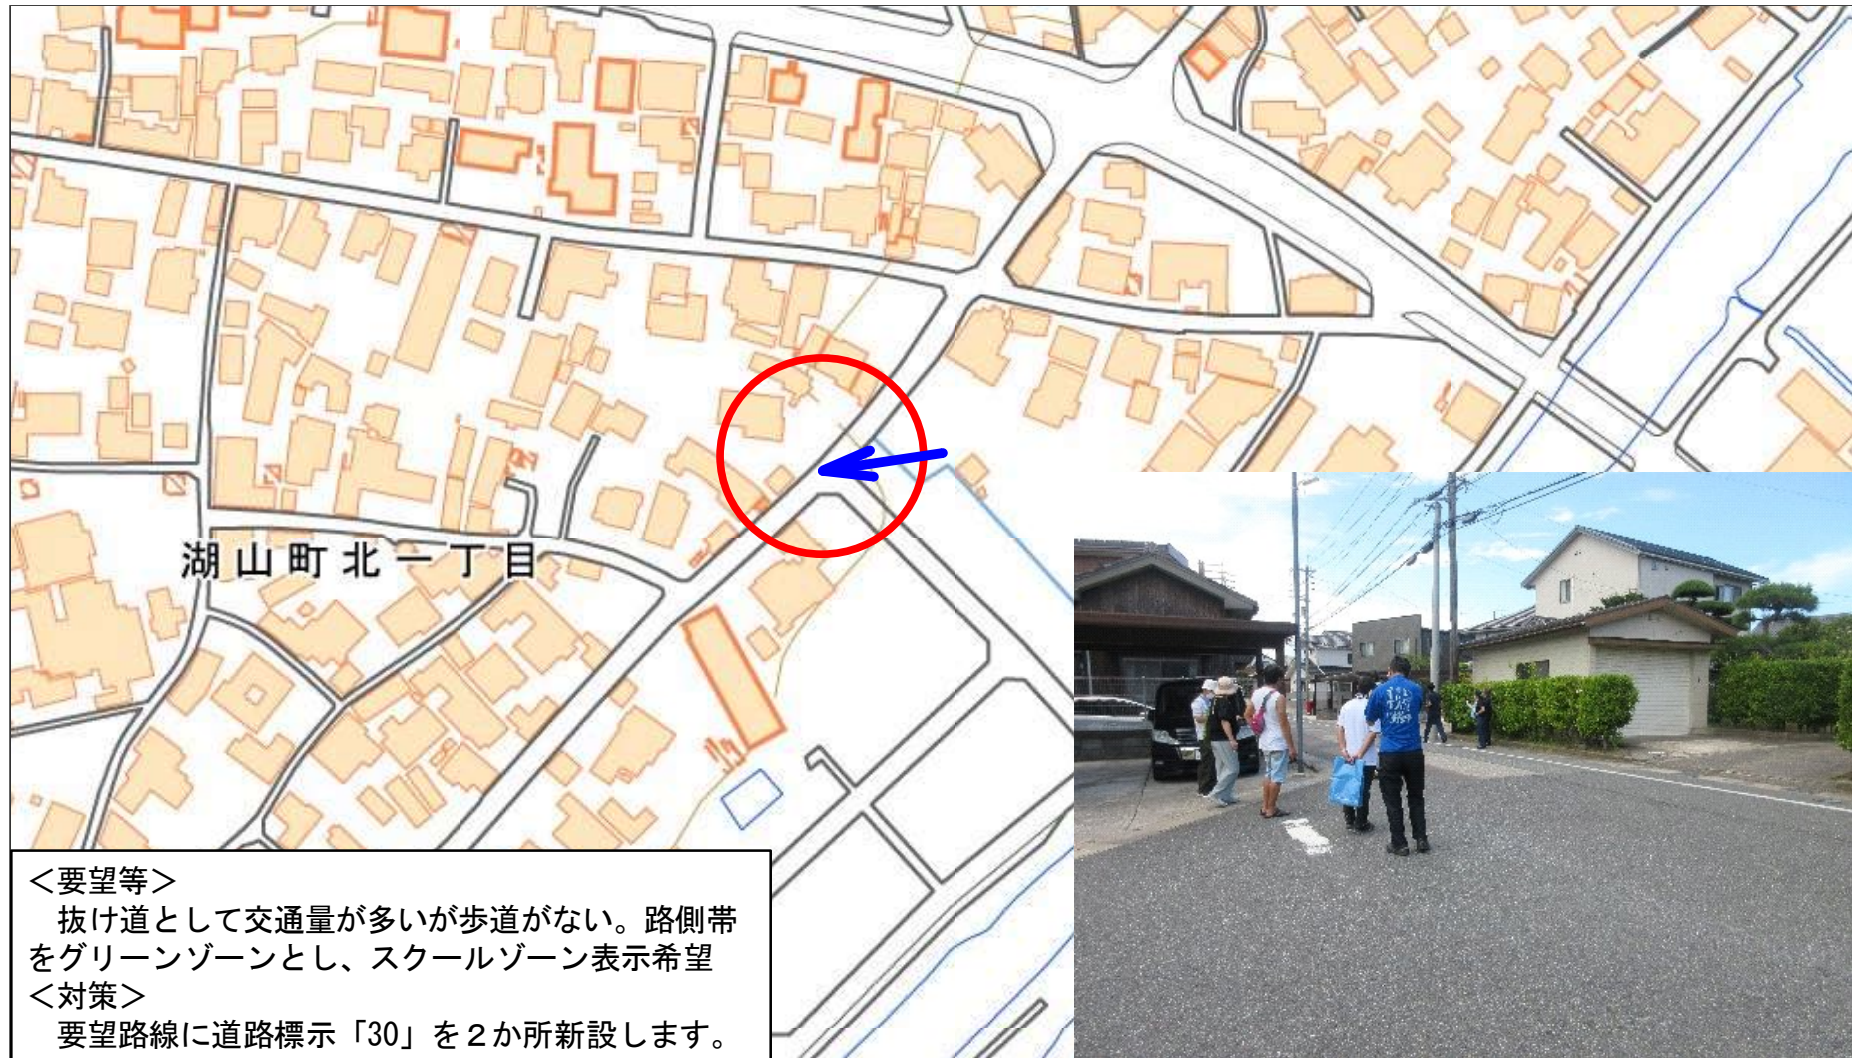 湖山町北一丁目
＜要望等＞
抜け道として交通量が多いが歩道がない。路側帯
をグリーンゾーンとし、スクールゾーン表示希望
＜対策＞
要望路線に道路標示「30」を２か所新設します。